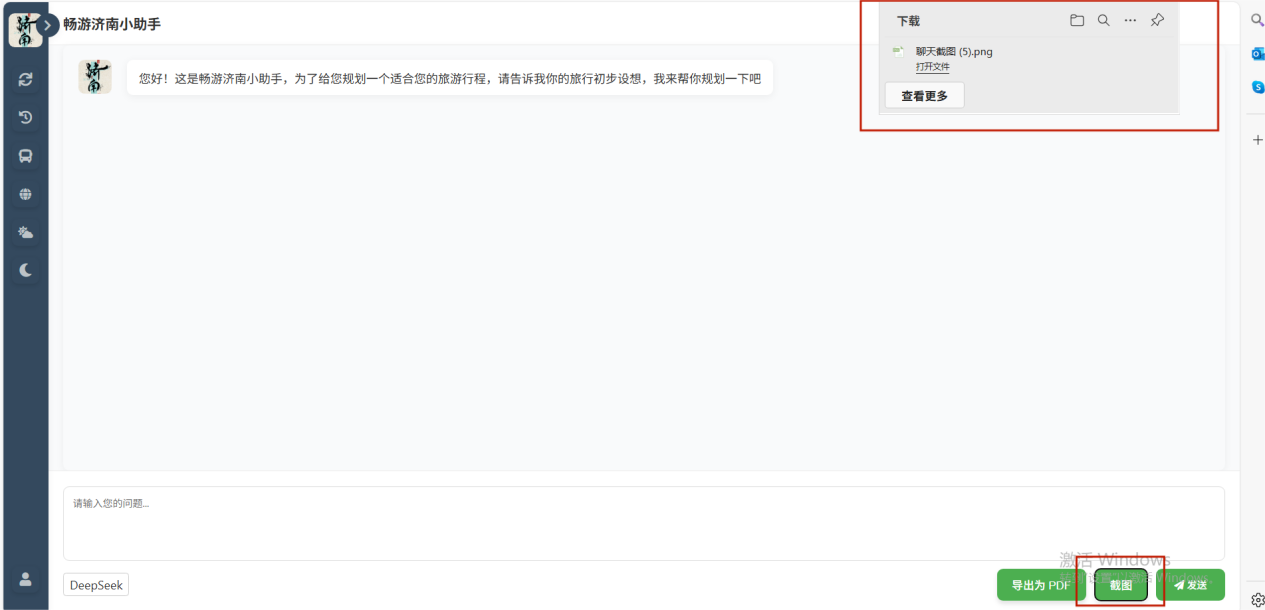 济南
畅游济南小助手
下载
聊天截图 (5).png
打开文件
查看更多
济南
您好！这是畅游济南小助手，为了给您规划一个适合您的旅游行程，请告诉我你的旅行初步设想，我来帮你规划一下吧
请输入您的问题...
激活 Windows
DeepSeek
导出为 PDF
截图
发送